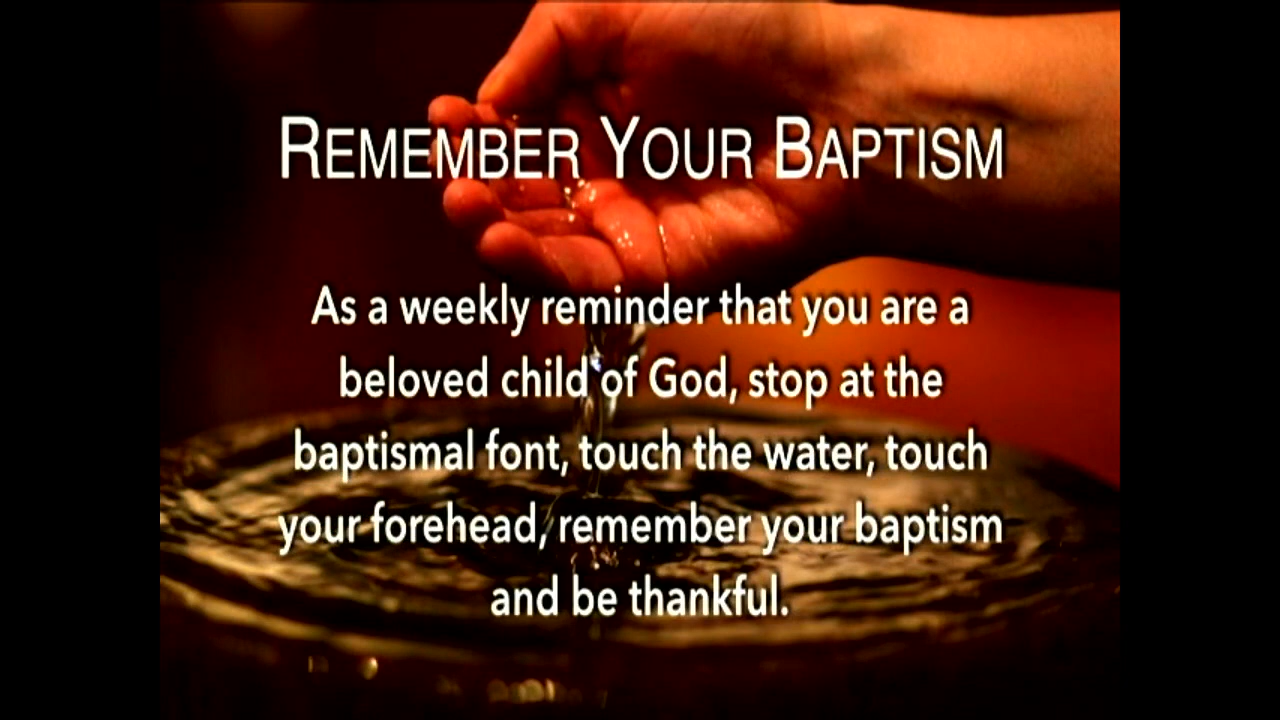 REMEMBER YOUR BAPTISM
As a weekly reminder that you are a
beloved child of God, stop at the
baptismal font, touch the water, touch
your forehead, remember your baptism
and be thankful.